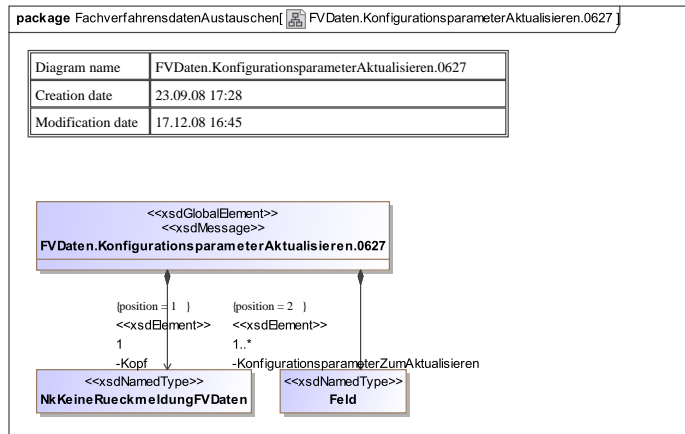 package FachverfahrensdatenAustauschen[ FVDaten.KonfigurationsparameterAktualisieren.0627 ]
Diagram name FVDaten.KonfigurationsparameterAktualisieren.0627
Creation date 23.09.08 17:28
Modification date 17.12.08 16:45
<<xsdGlobalElement>>
<<xsdMessage>>
FVDaten.KonfigurationsparameterAktualisieren.0627
{position = 1 } {position = 2 }
<<xsdElement>> <<xsdElement>>
1 1..*
-Kopf -KonfigurationsparameterZumAktualisieren
<<xsdNamedType>> <<xsdNamedType>>
NkKeineRueckmeldungFVDaten Feld